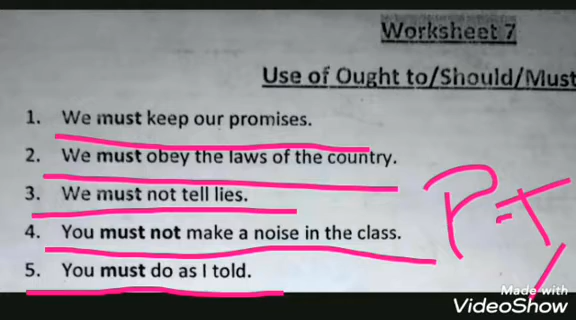 Worksheet 7
Use of Ought to/Should/Must
1. We must keep our promises.
2. We must obey the laws of the country.
3. We must not tell lies.
4. You must not make a noise in the class.
5. You must do as I told.
P=T
Made with
VideoShow